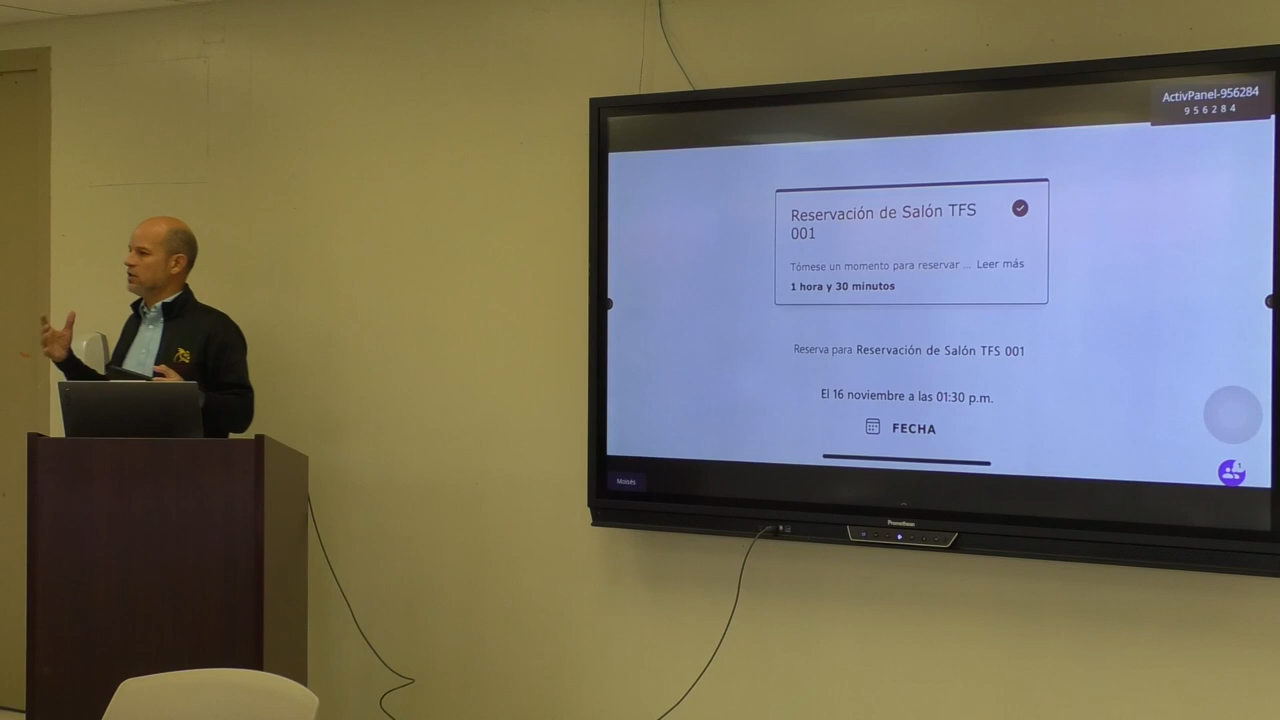 ActivPanel-956284
956284
Reservación de Salón TFS
001
Tómese un momento para reservar ... Leer más
1 hora y 30 minutos
Reserva para Reservación de Salón TFS 001
El 16 noviembre a las 01:30 p.m.
FECHA
1
Moisés
Promethean